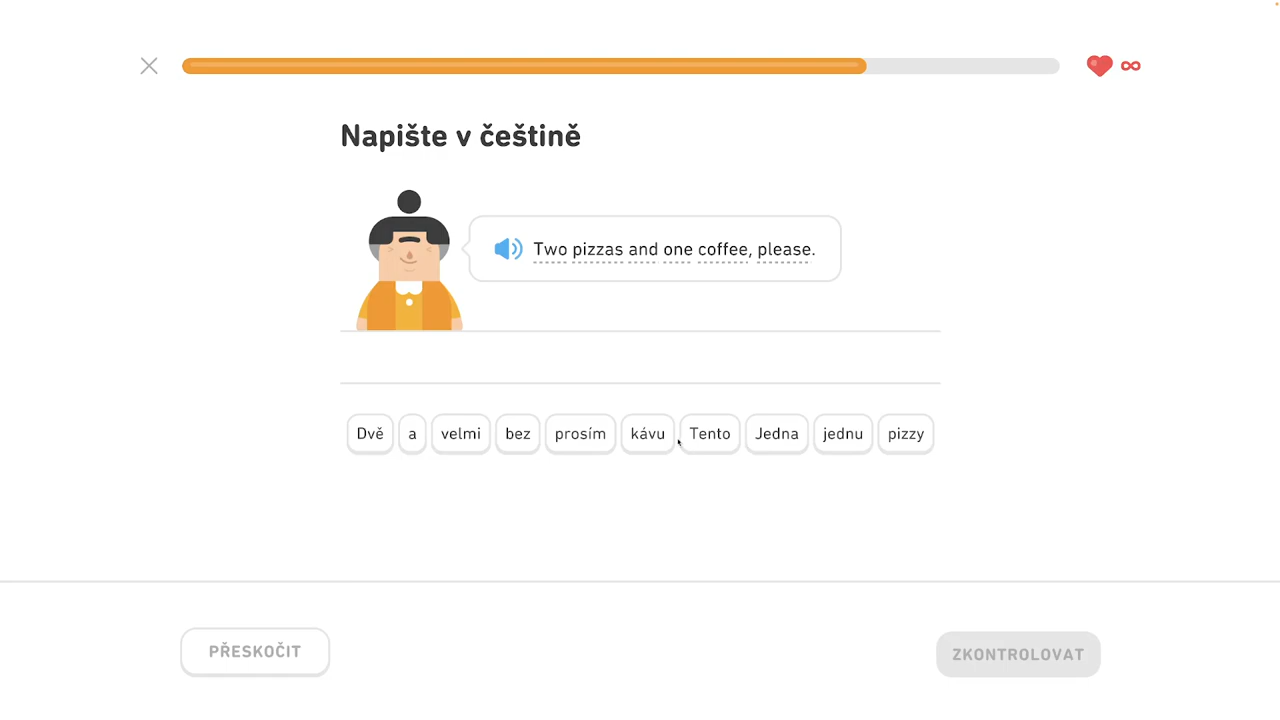 ∞
Napište v češtině
Two pizzas and one coffee, please.
Dvě a velmi bez prosím kávu Tento Jedna jednu pizzy
PŘESKOČIT
ZKONTROLOVAT